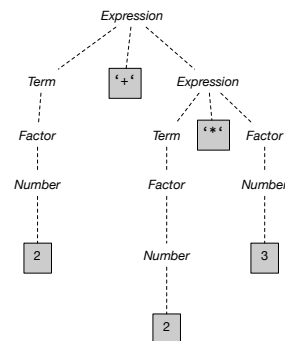 Expression
Term ‘+‘ Expression
Factor Term ‘*‘ Factor
Number Factor Number
2 Number 3
2